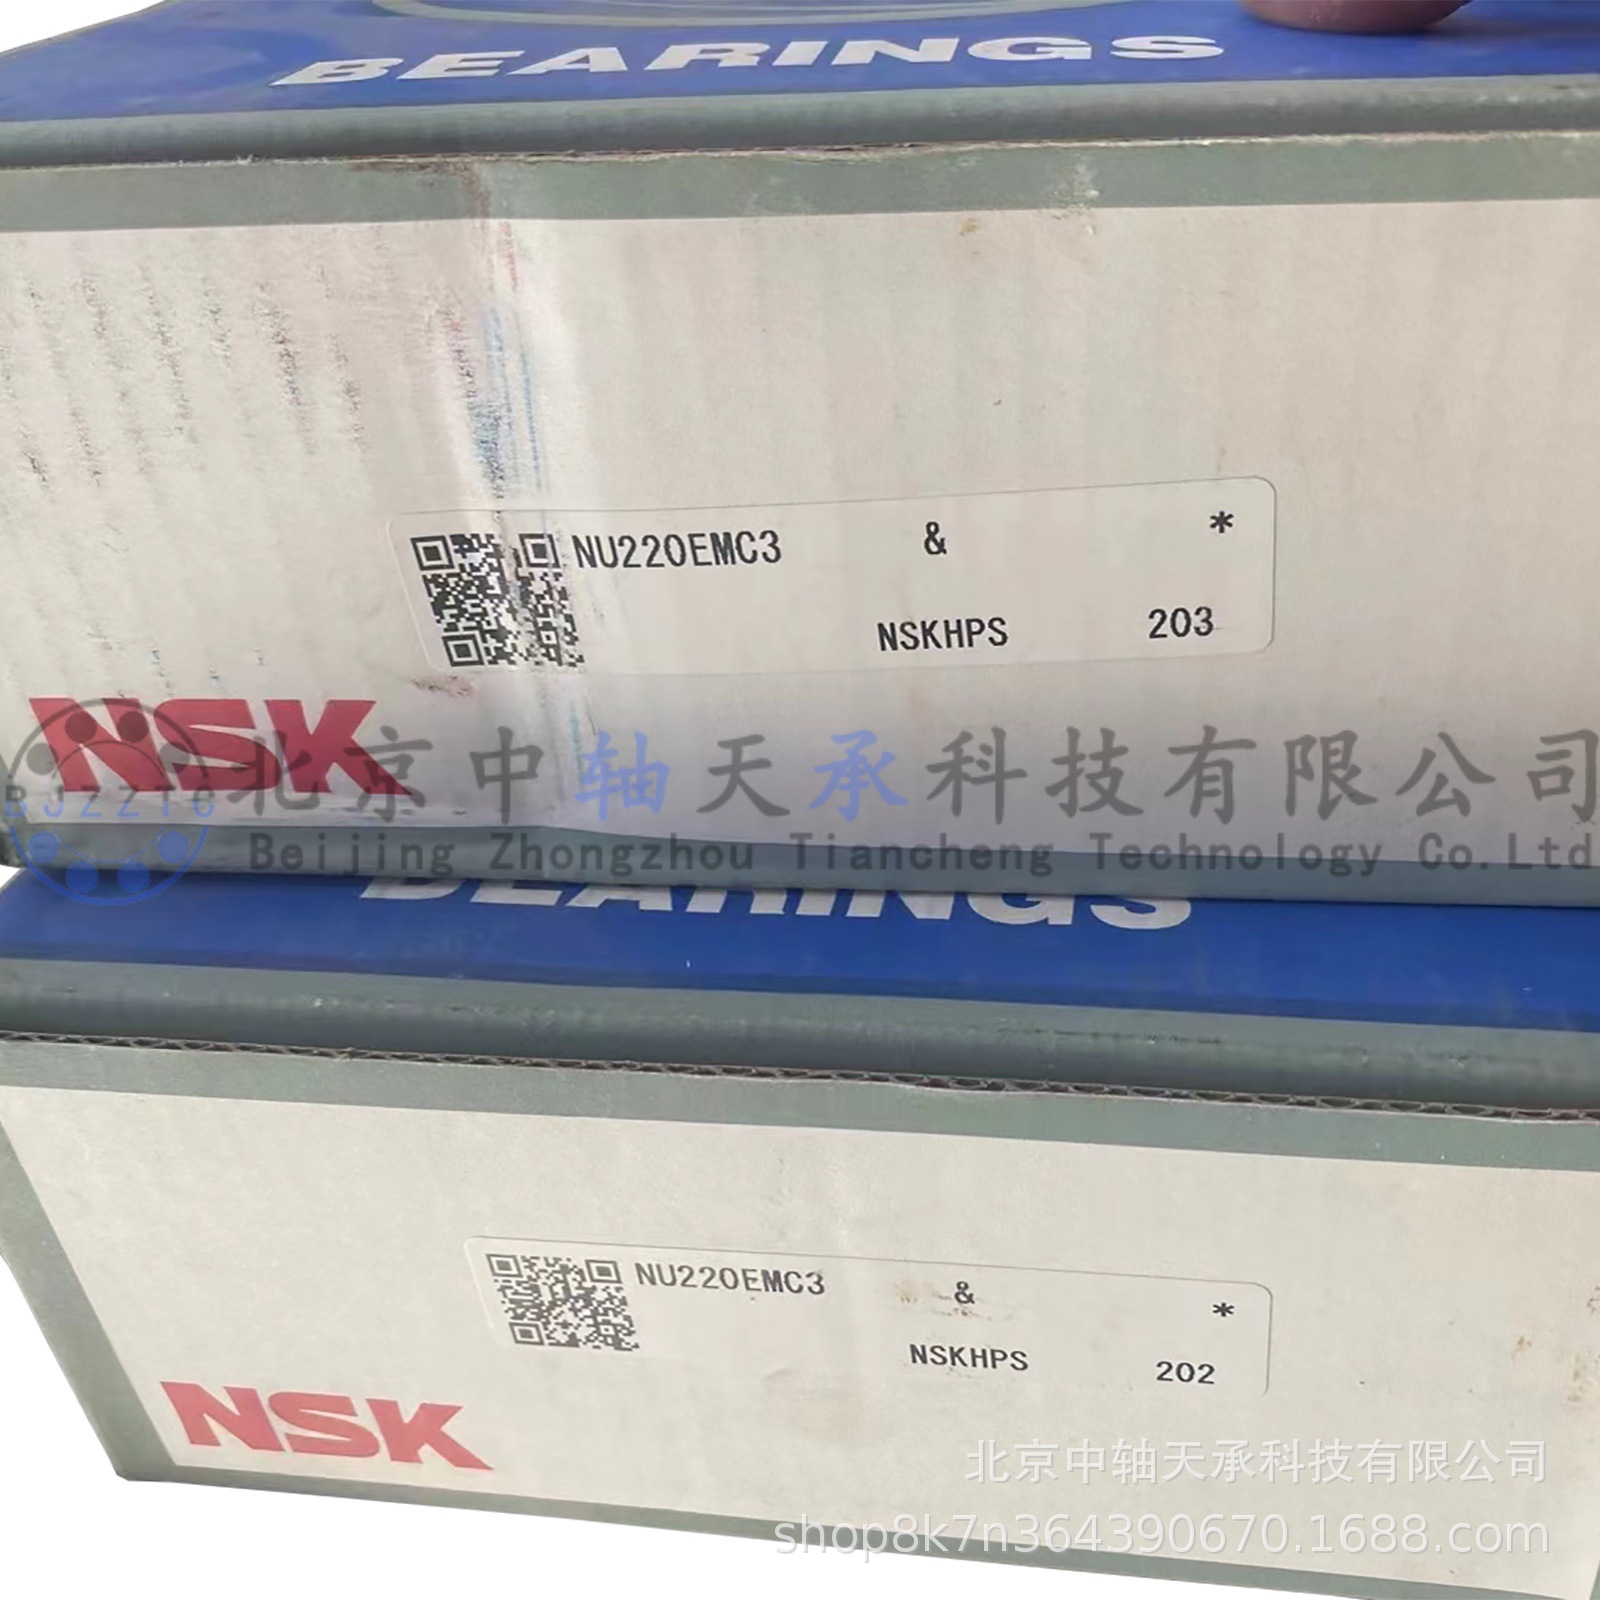 BEARINGS
NU220EMC3 & *
NSKHPS 203
NSK
BJZZTC
北京中轴天承科技有限公司
Beijing Zhongzhou Tiancheng Technology Co.Ltd
BEARINGS
NU220EMC3 & *
NSKHPS 202
NSK
北京中轴天承科技有限公司
shop8k7n364390670.1688.com